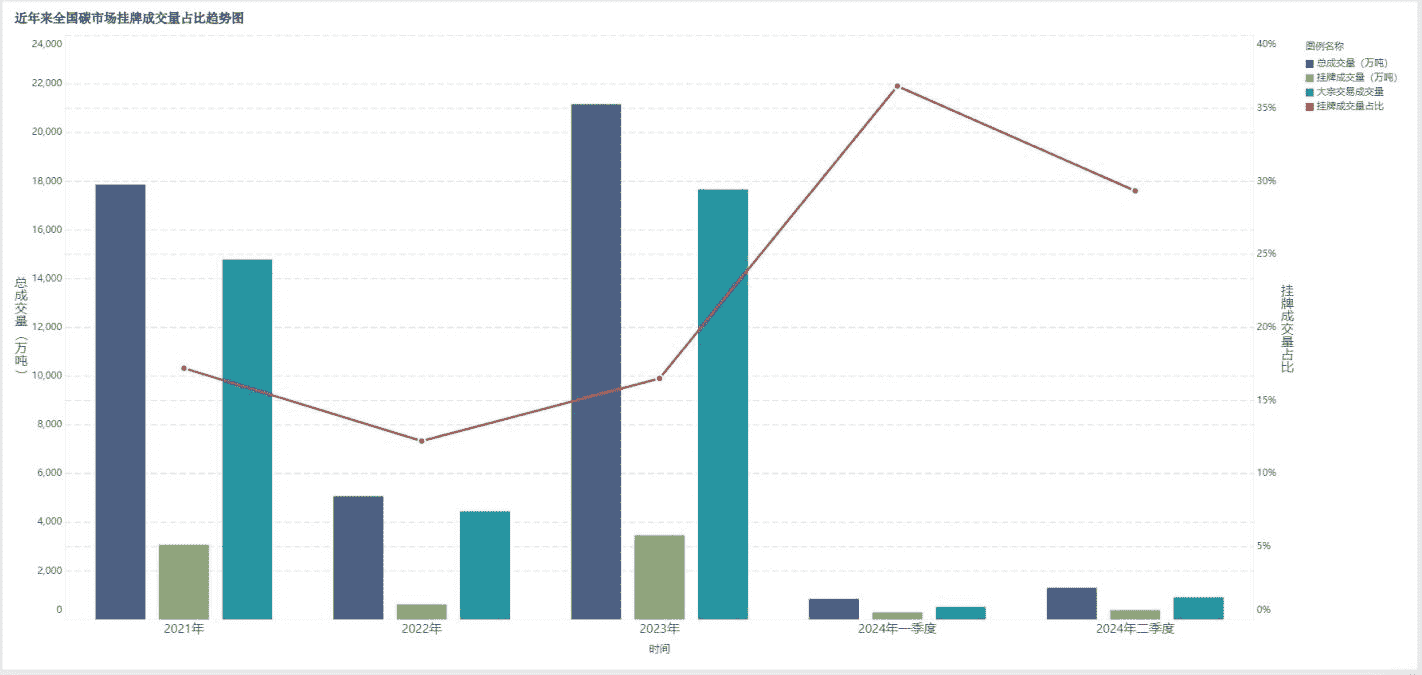 近年来全国碳市场挂牌成交量占比趋势图
24,000
22,000
20,000
18,000
16,000
14,000
12,000
10,000
8,000
6,000
4,000
2,000
0
总成交量（万吨）
40%
35%
30%
25%
20%
15%
10%
5%
0%
挂牌成交量占比
图例名称
总成交量（万吨）
挂牌成交量（万吨）
大宗交易成交量
挂牌成交量占比
2021年
2022年
2023年
2024年一季度
2024年二季度
时间